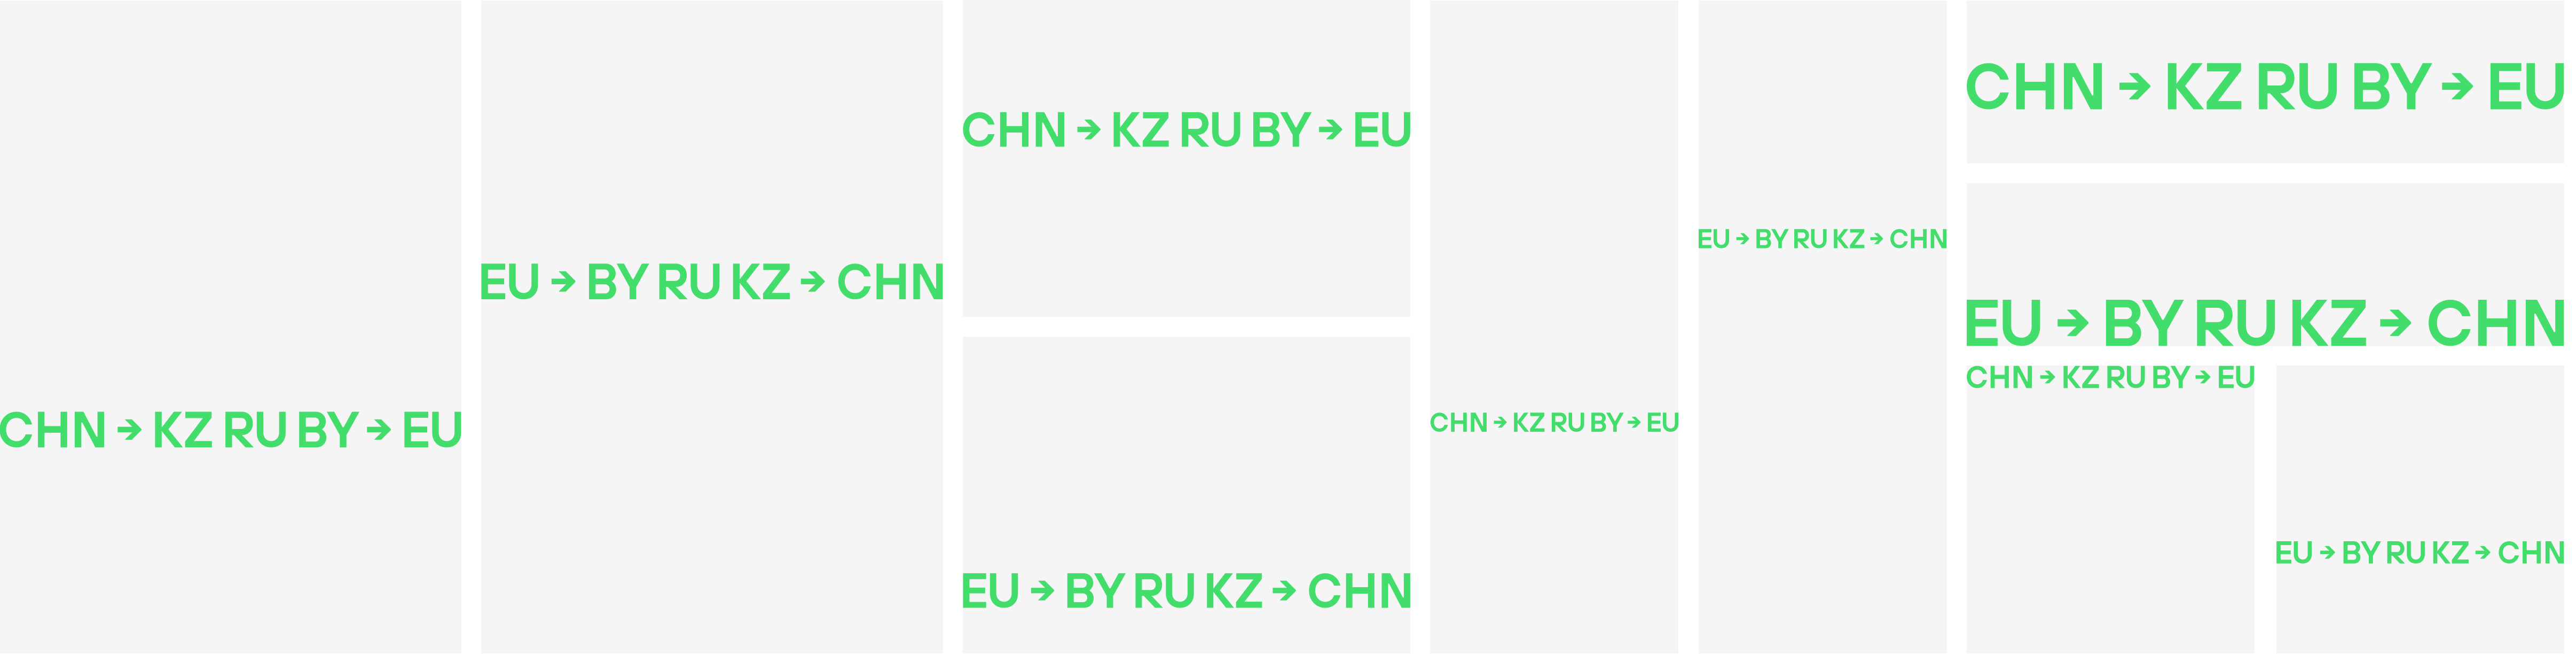 CHN → KZ RU BY → EU
EU → BY RU KZ → CHN
CHN → KZ RU BY → EU
EU → BY RU KZ → CHN
CHN → KZ RU BY → EU
EU → BY RU KZ → CHN
CHN → KZ RU BY → EU
EU → BY RU KZ → CHN
CHN → KZ RU BY → EU
EU → BY RU KZ → CHN